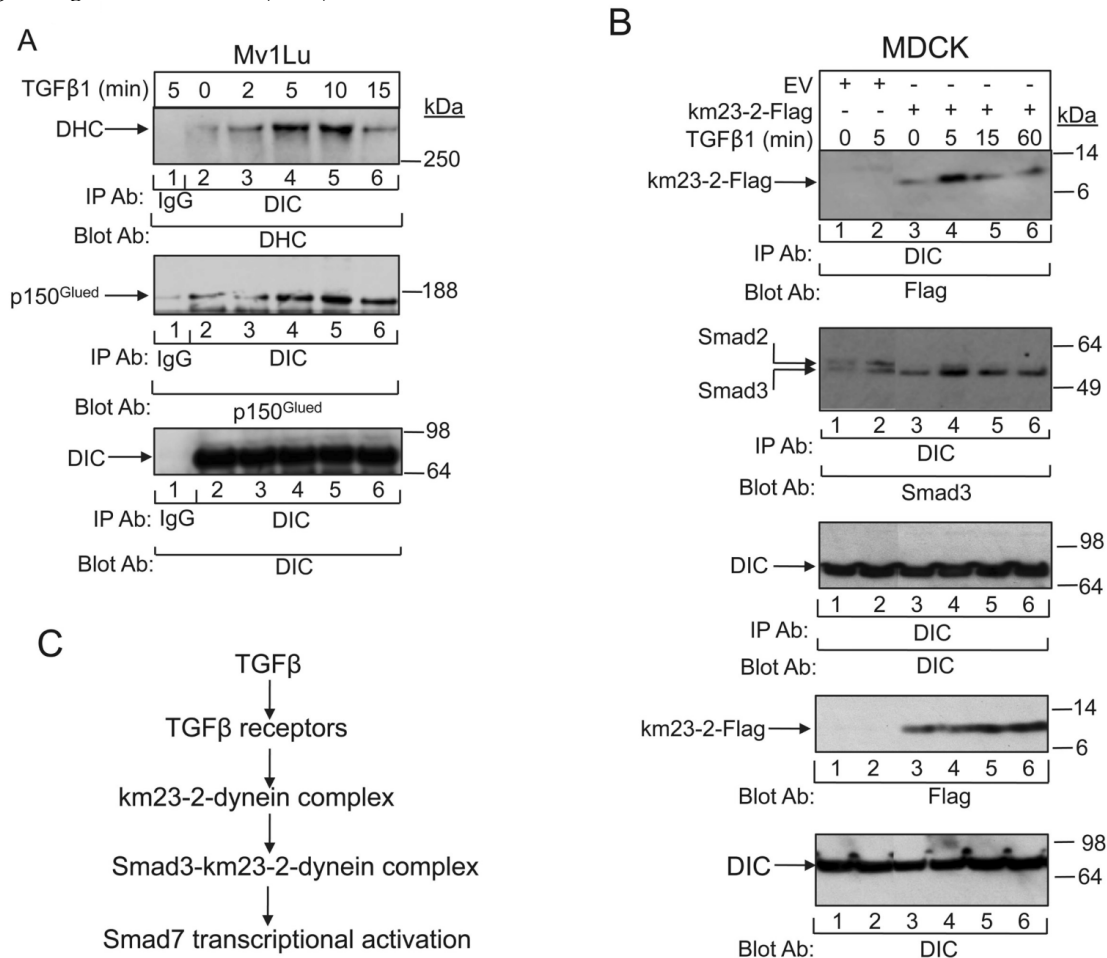 A
Mv1Lu
TGFβ1 (min) 5 0 2 5 10 15
kDa
DHC
250
1 2 3 4 5 6
IP Ab: IgG DIC
Blot Ab: DHC
p150Glued
188
1 2 3 4 5 6
IP Ab: IgG DIC
Blot Ab: p150Glued
98
DIC
64
1 2 3 4 5 6
IP Ab: IgG DIC
Blot Ab: DIC
B
MDCK
EV + + - - - -
km23-2-Flag - - + + + +
kDa
TGFβ1 (min) 0 5 0 5 15 60
14
km23-2-Flag
6
1 2 3 4 5 6
IP Ab: DIC
Blot Ab: Flag
Smad2
64
Smad3
49
1 2 3 4 5 6
IP Ab: DIC
Blot Ab: Smad3
98
DIC
64
1 2 3 4 5 6
IP Ab: DIC
Blot Ab: DIC
14
km23-2-Flag
6
1 2 3 4 5 6
Blot Ab: Flag
98
DIC
64
1 2 3 4 5 6
Blot Ab: DIC
C
TGFβ
TGFβ receptors
km23-2-dynein complex
Smad3-km23-2-dynein complex
Smad7 transcriptional activation